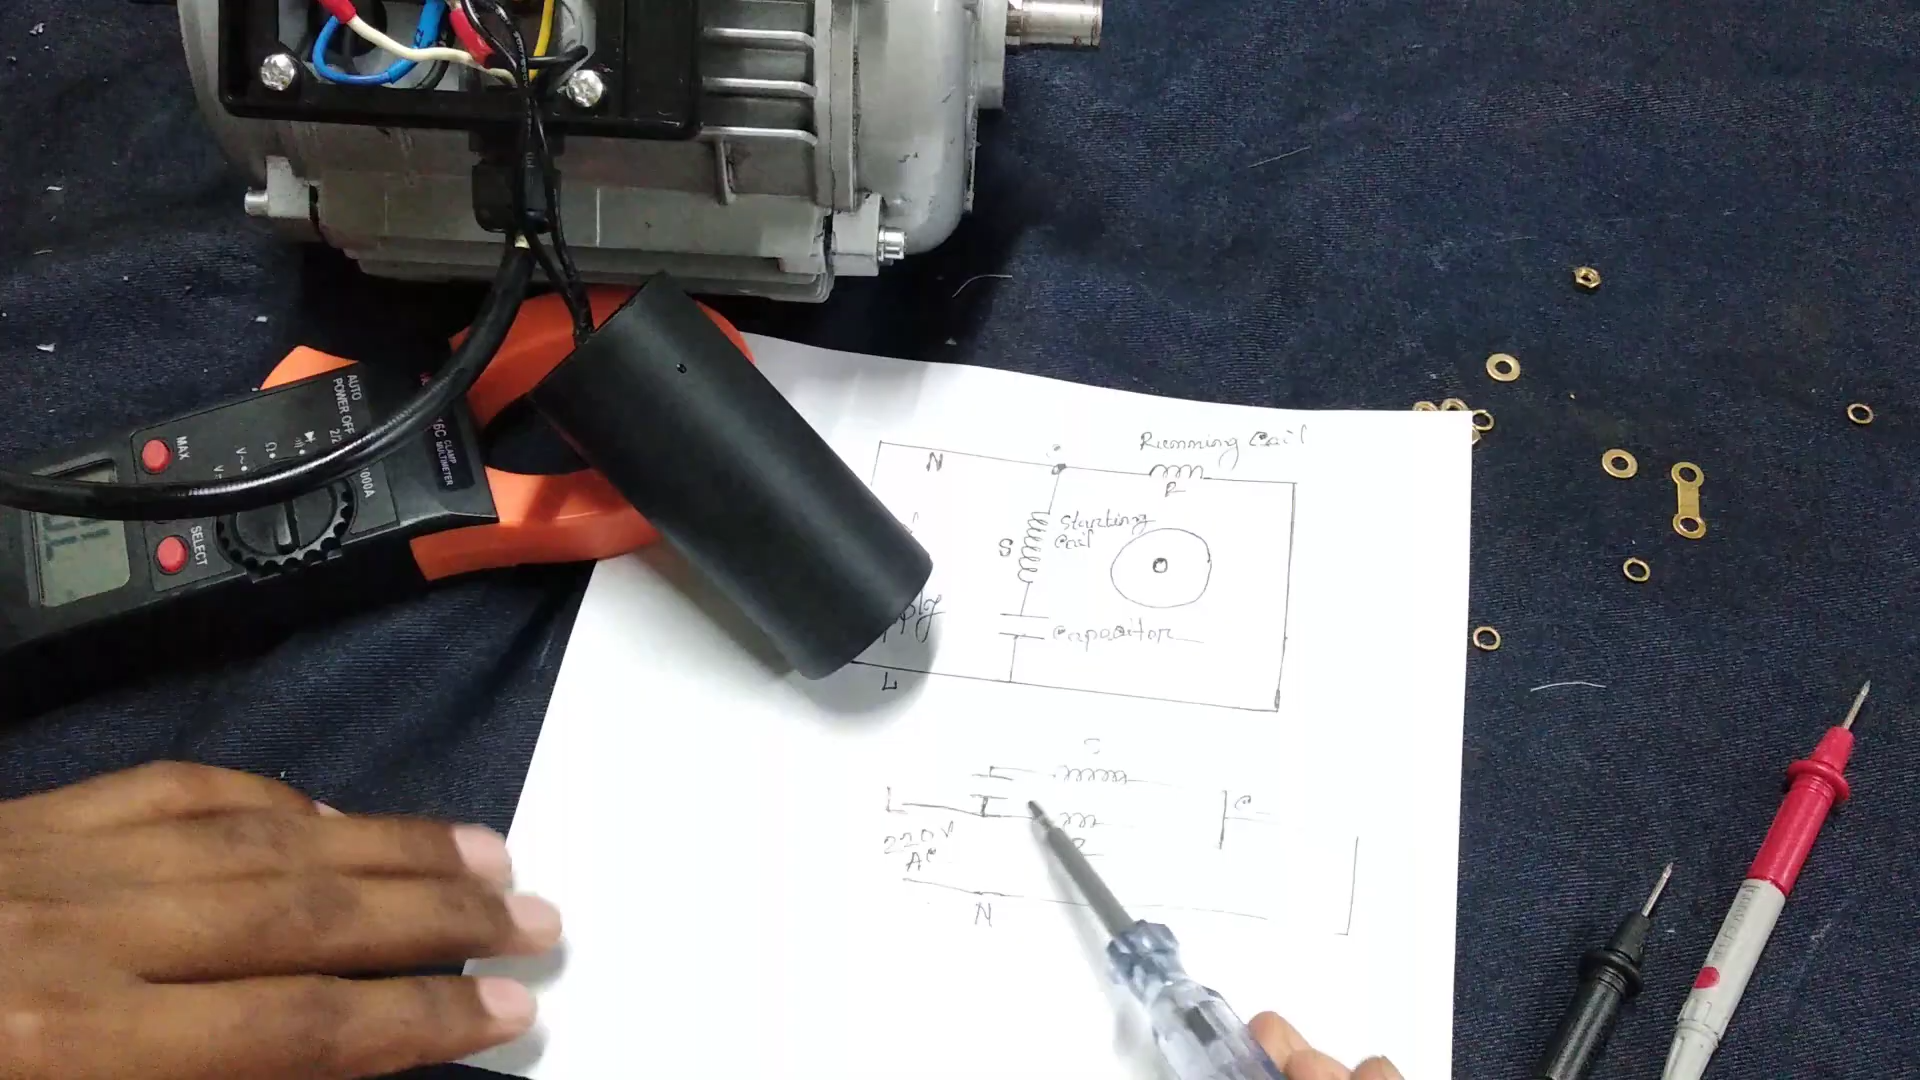 AUTO
POWER OFF
MAX
SELECT
1000A
CLAMP
MULTIMETER
Running Coil
N
R
Starting
Coil
S
Capacitor
L
C
L
220V
AC
R
N